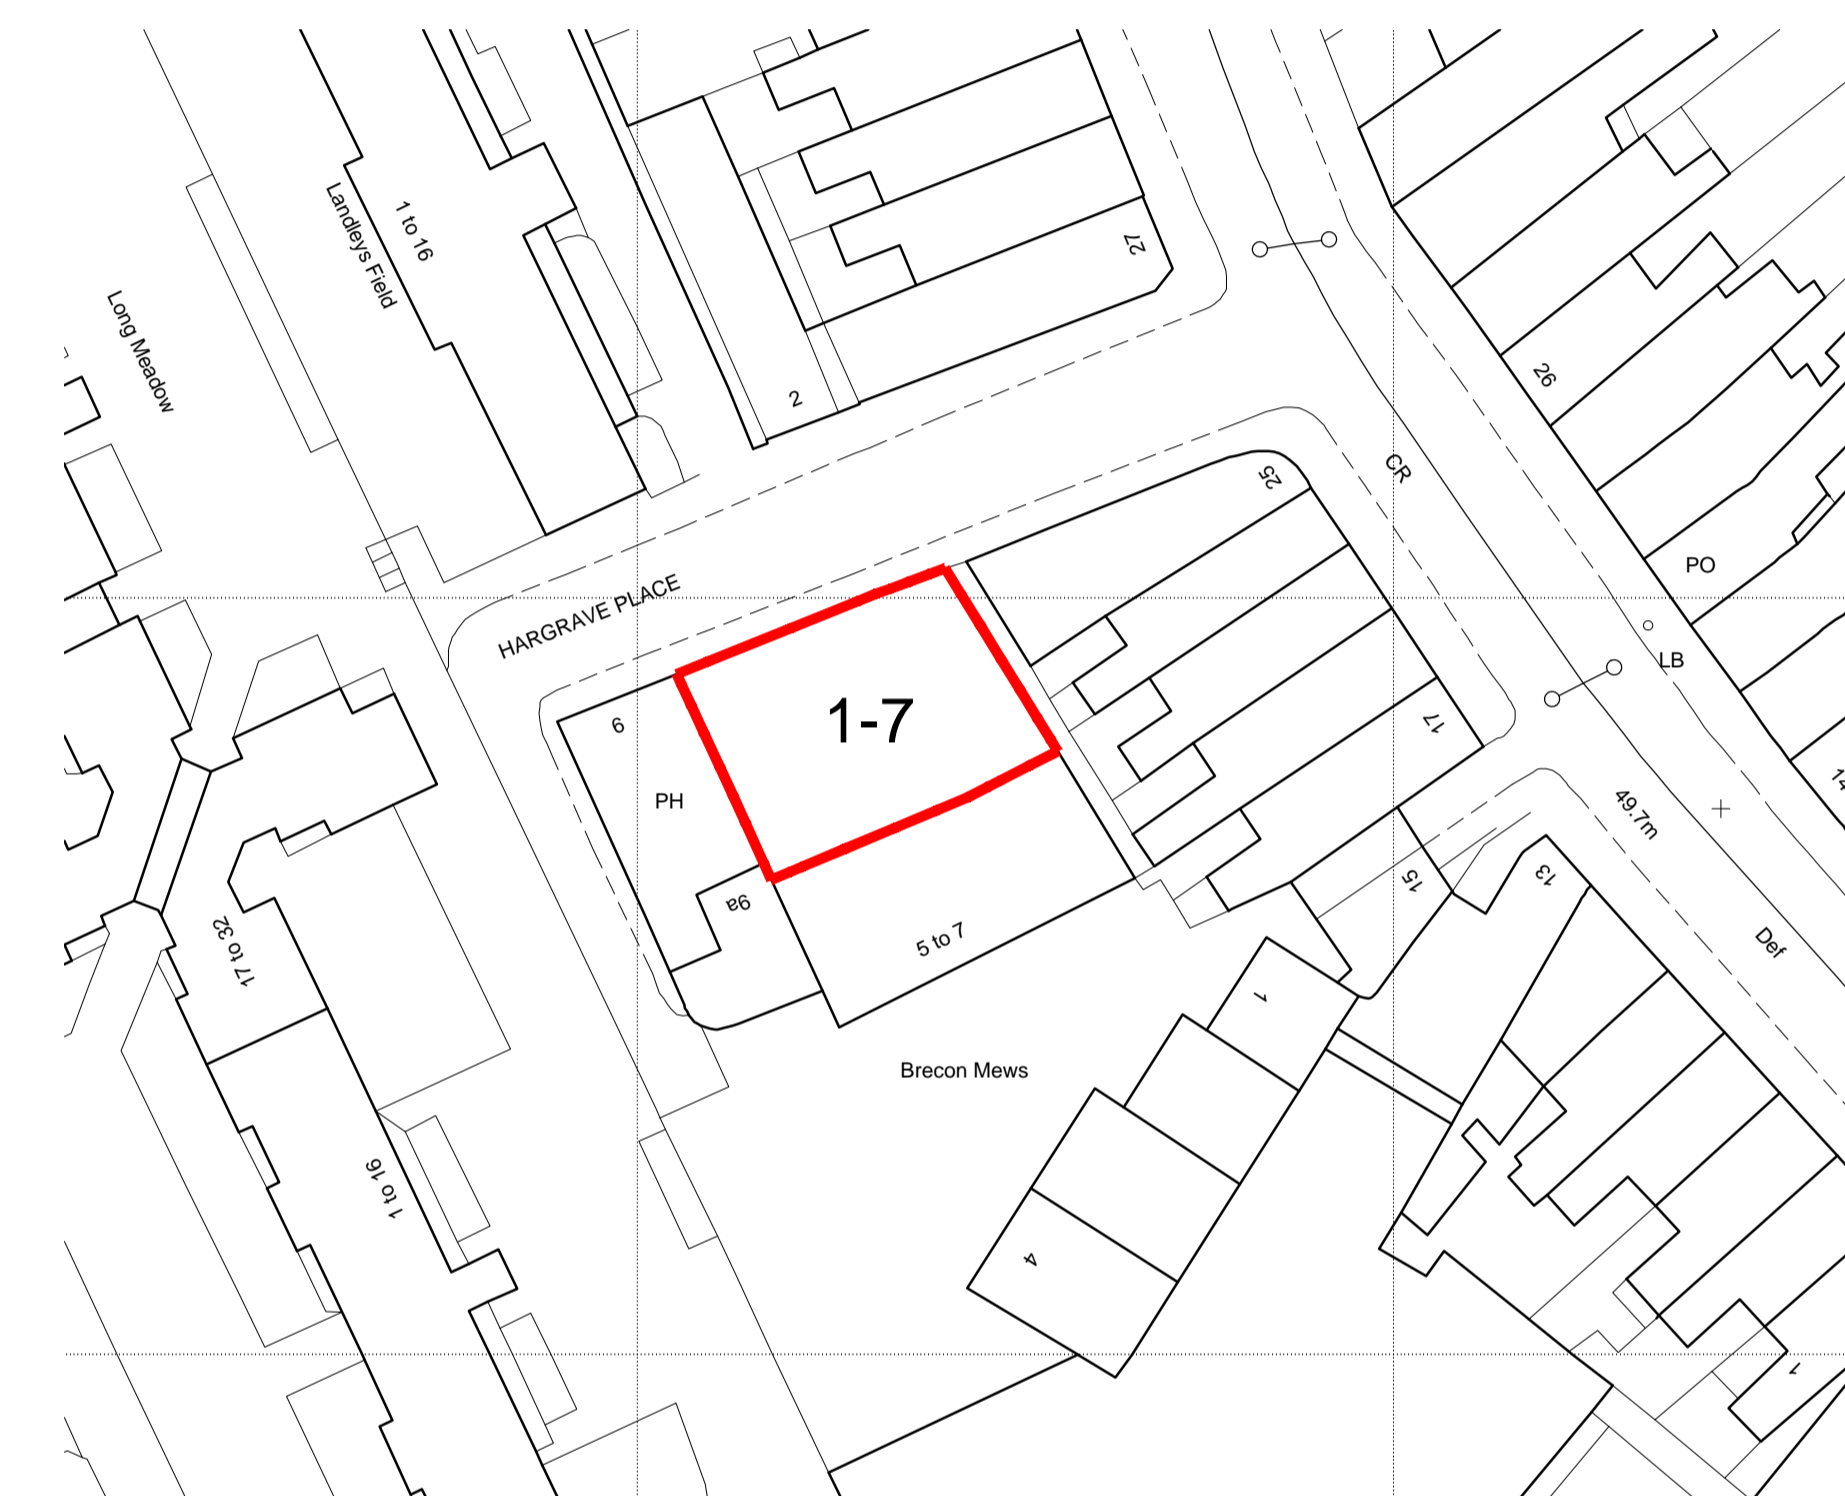 1 to 16
Landleys Field
Long Meadow
27
2
26
25
CR
PO
HARGRAVE PLACE
LB
1-7
9
17
14
PH
49.7m
15
13
9a
5 to 7
17 to 32
Def
1
Brecon Mews
1 to 16
4
1